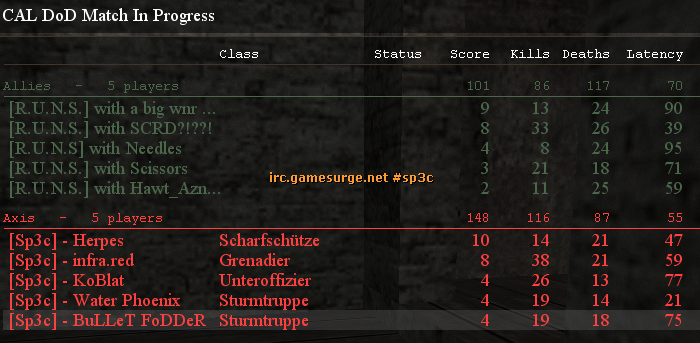 CAL DoD Match In Progress
Class Status Score Kills Deaths Latency
Allies - 5 players 101 86 117 70
[R.U.N.S.] with a big wnr ... 9 13 24 90
[R.U.N.S.] with SCRD?!??! 8 33 26 39
[R.U.N.S] with Needles 4 8 24 95
[R.U.N.S.] with Scissors 3 21 18 71
irc.gamesurge.net #sp3c
[R.U.N.S.] with Hawt_Azn... 2 11 25 59
Axis - 5 players 148 116 87 55
[Sp3c] - Herpes Scharfschütze 10 14 21 47
[Sp3c] - infra.red Grenadier 8 38 21 59
[Sp3c] - KoBlat Unteroffizier 4 26 13 77
[Sp3c] - Water Phoenix Sturmtruppe 4 19 14 21
[Sp3c] - BuLLeT FoDDeR Sturmtruppe 4 19 18 75